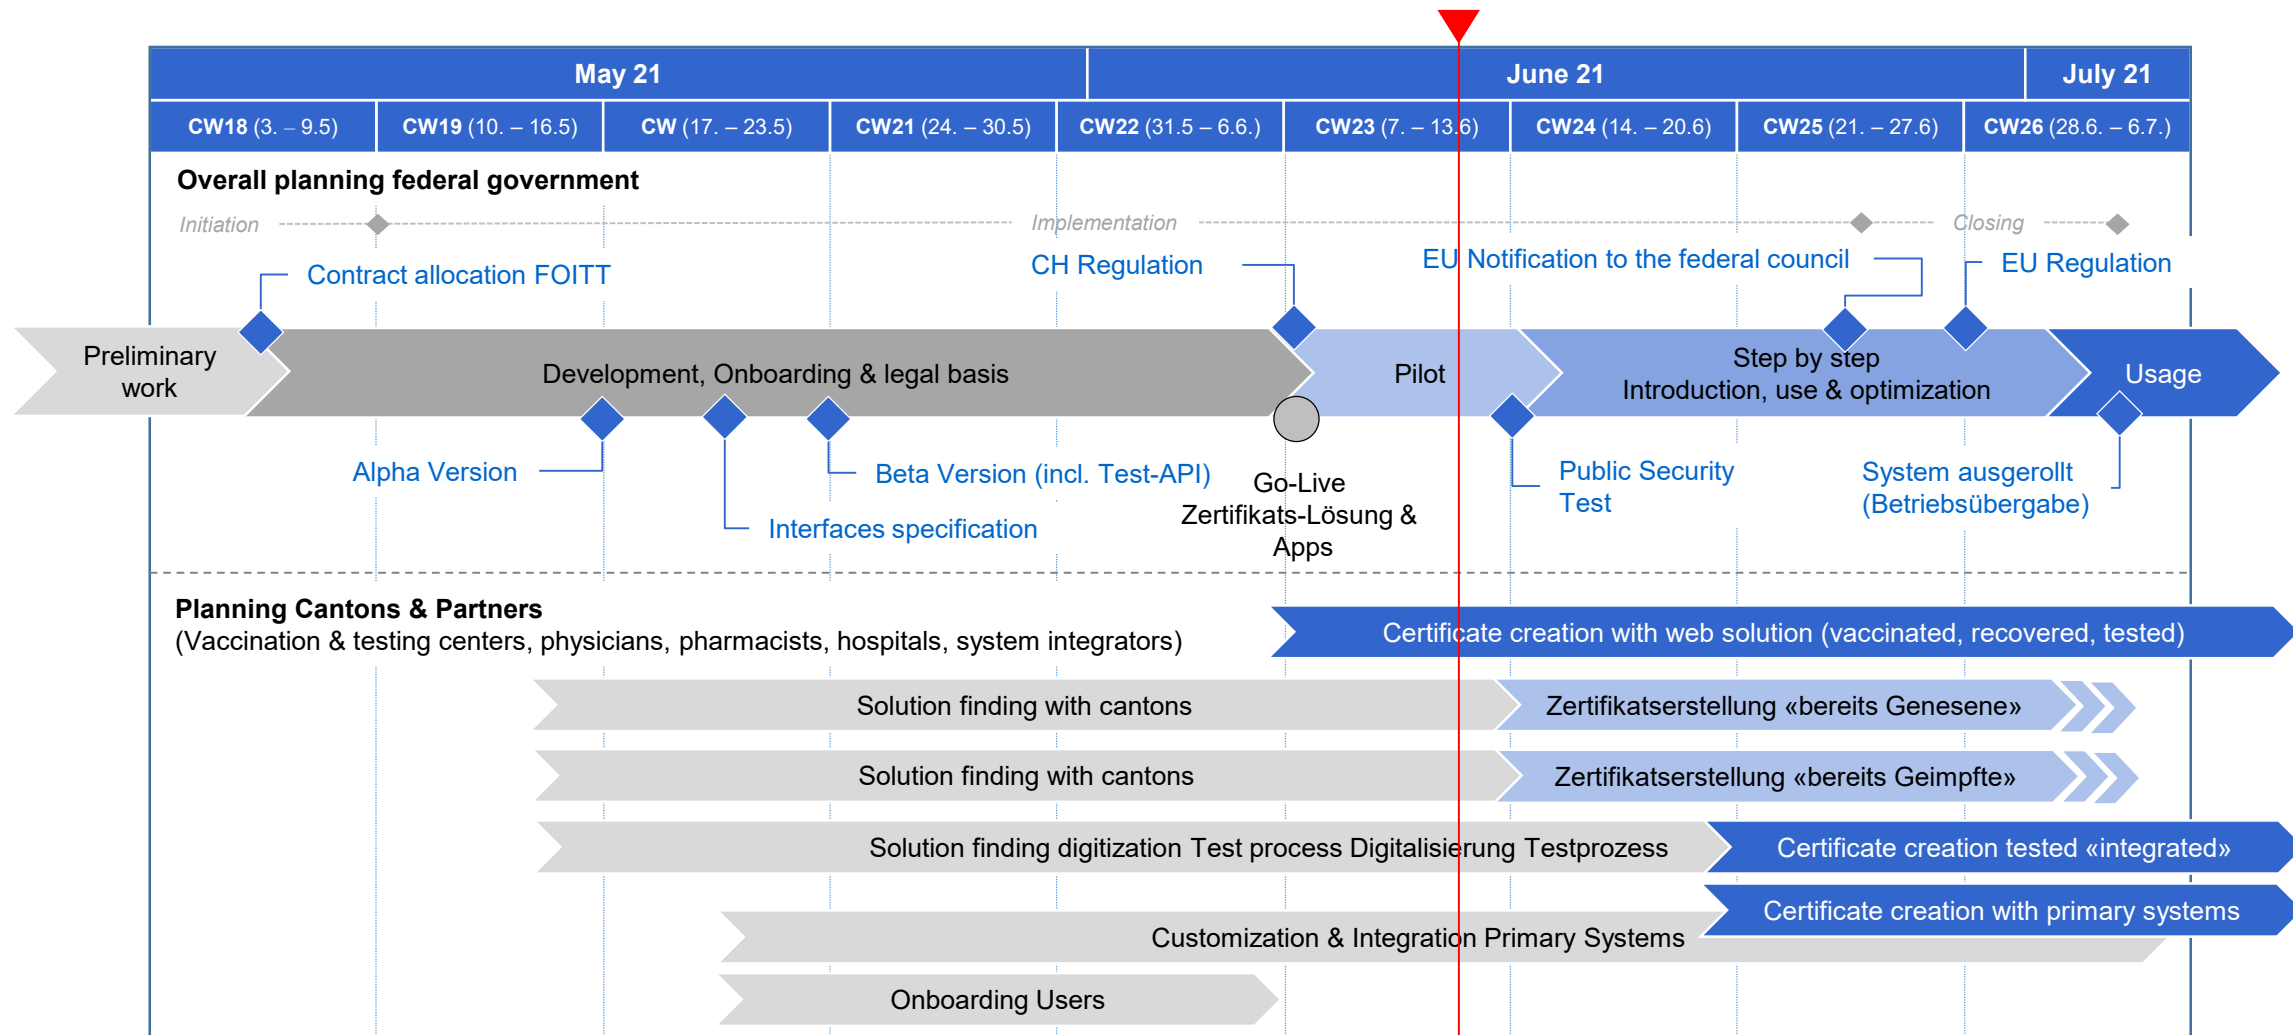 May 21
June 21
July 21
CW18 (3. – 9.5)
CW19 (10. – 16.5)
CW (17. – 23.5)
CW21 (24. – 30.5)
CW22 (31.5 – 6.6.)
CW23 (7. – 13.6)
CW24 (14. – 20.6)
CW25 (21. – 27.6)
CW26 (28.6. – 6.7.)
Overall planning federal government
Initiation
Implementation
Closing
Contract allocation FOITT
CH Regulation
EU Notification to the federal council
EU Regulation
Preliminary
work
Development, Onboarding & legal basis
Pilot
Step by step
Introduction, use & optimization
Usage
Alpha Version
Interfaces specification
Beta Version (incl. Test-API)
Go-Live
Zertifikats-Lösung &
Apps
Public Security
Test
System ausgerollt
(Betriebsübergabe)
Planning Cantons & Partners
(Vaccination & testing centers, physicians, pharmacists, hospitals, system integrators)
Certificate creation with web solution (vaccinated, recovered, tested)
Solution finding with cantons
Zertifikatserstellung «bereits Genesene»
Solution finding with cantons
Zertifikatserstellung «bereits Geimpfte»
Solution finding digitization Test process Digitalisierung Testprozess
Certificate creation tested «integrated»
Certificate creation with primary systems
Customization & Integration Primary Systems
Onboarding Users